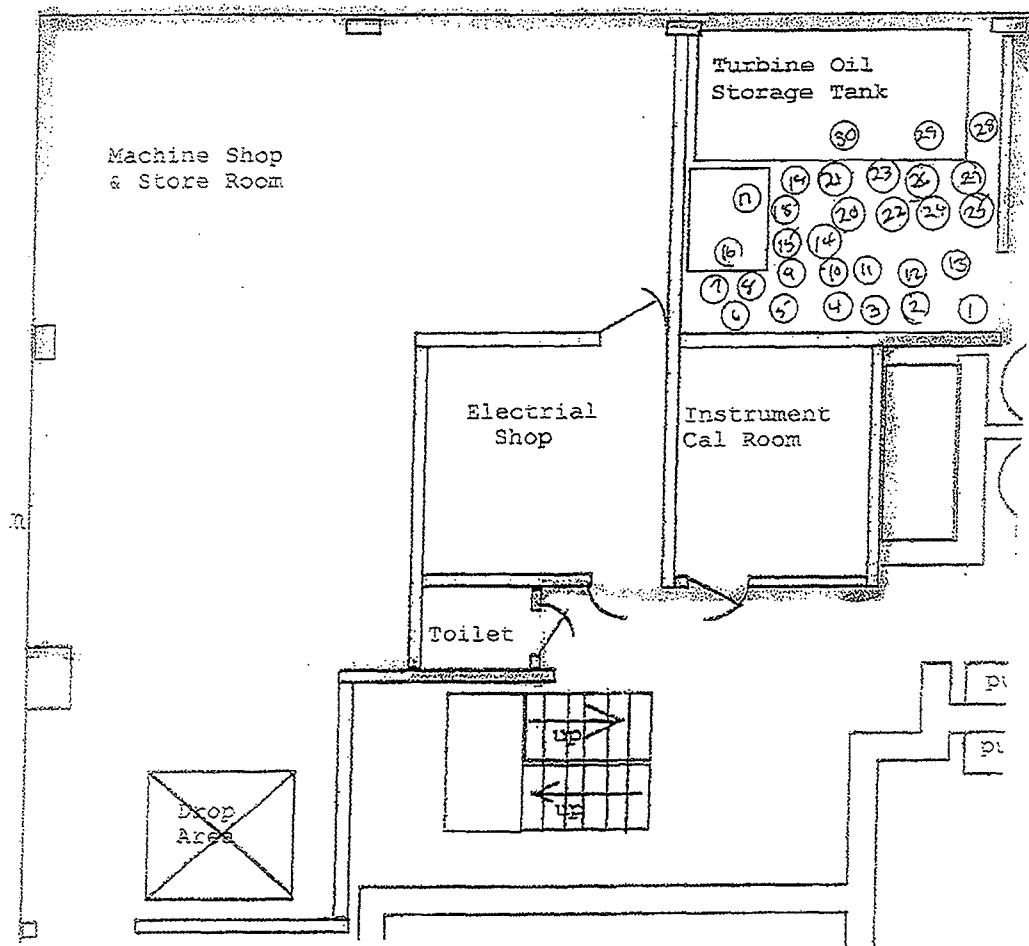 Turbine Oil
Storage Tank
30 29 28
Machine Shop
& Store Room
19 21 23 26 27
17 18 20 22 24 25
16 15 14
9 10 11 12 13
7 8
6 5 4 3 2 1
Electrial
Shop
Instrument
Cal Room
n
Toilet
up
up
Drop
Area